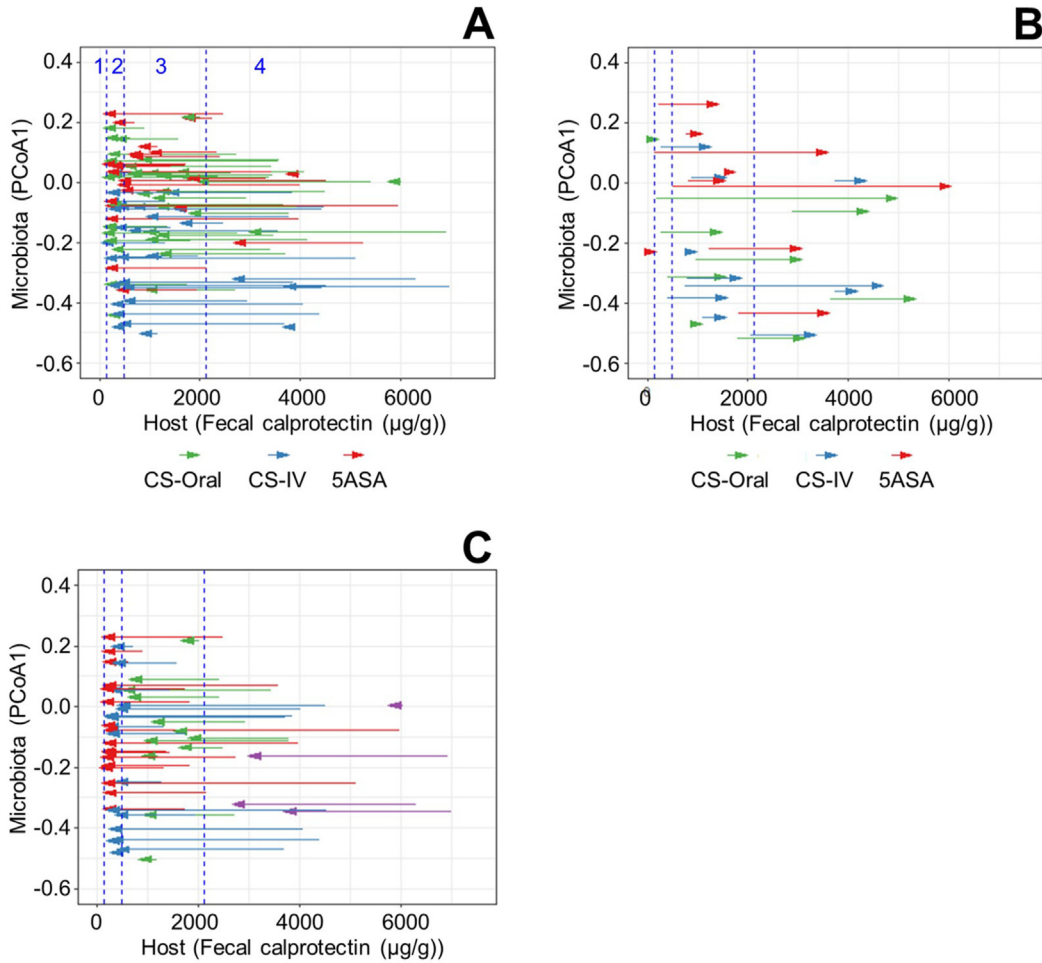 A
B
1 2 3 4
0.4
0.2
0.0
-0.2
-0.4
-0.6
Microbiota (PCoA1)
0 2000 4000 6000
Host (Fecal calprotectin (µg/g))
CS-Oral CS-IV 5ASA
0.4
0.2
0.0
-0.2
-0.4
-0.6
Microbiota (PCoA1)
0 2000 4000 6000
Host (Fecal calprotectin (µg/g))
CS-Oral CS-IV 5ASA
C
0.4
0.2
0.0
-0.2
-0.4
-0.6
Microbiota (PCoA1)
0 2000 4000 6000
Host (Fecal calprotectin (µg/g))